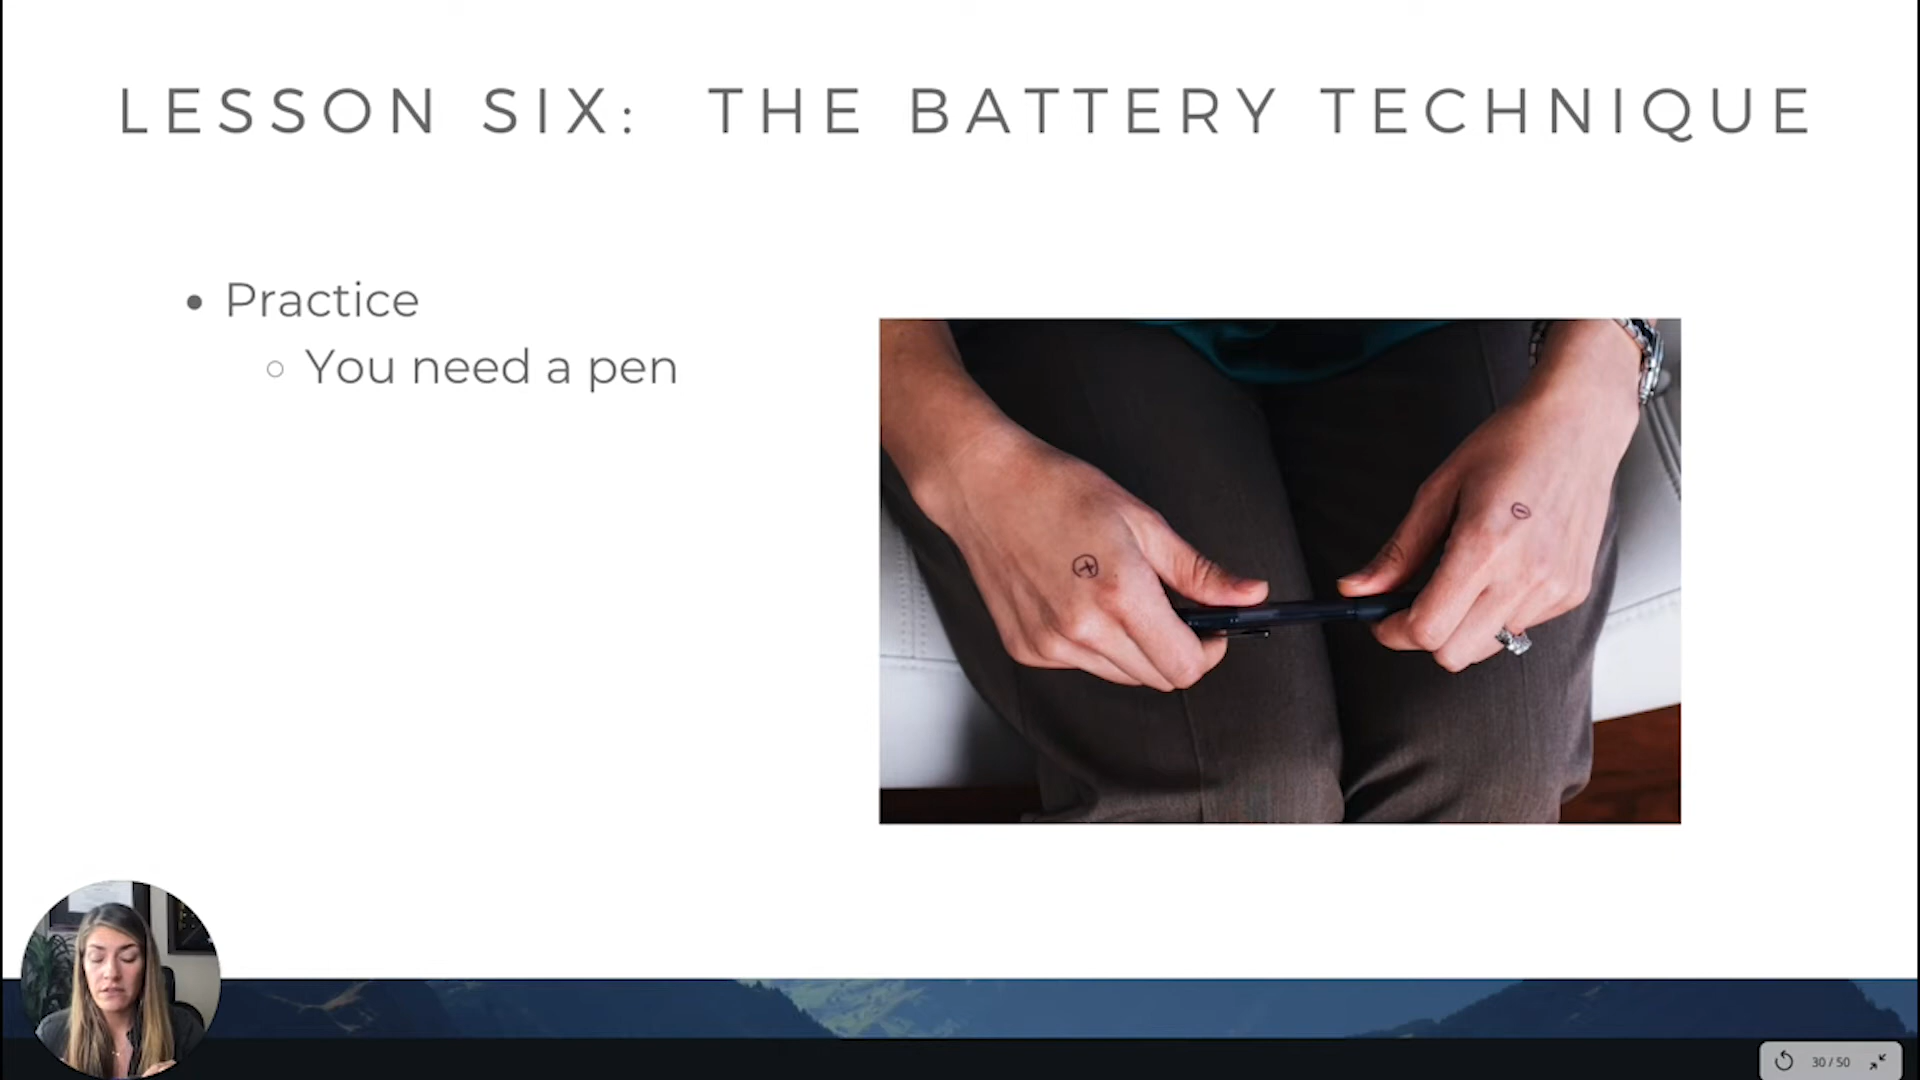 LESSON SIX: THE BATTERY TECHNIQUE
Practice
You need a pen
+
-
30 / 50